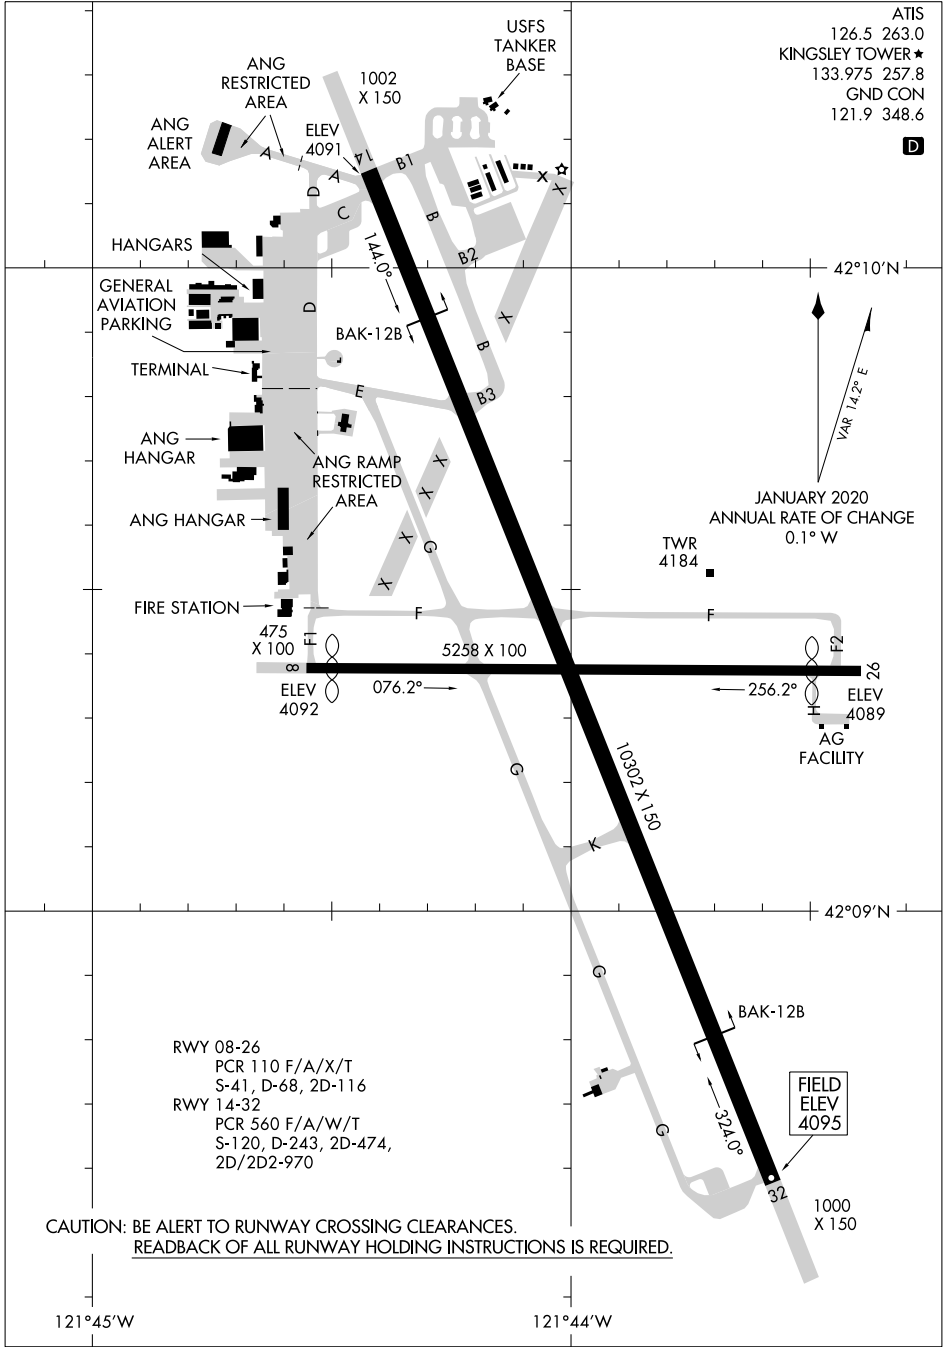 ATIS
126.5 263.0
KINGSLEY TOWER★
133.975 257.8
GND CON
121.9 348.6
D
USFS
TANKER
BASE
1002
X 150
ANG
RESTRICTED
AREA
ANG
ALERT
AREA
ELEV
4091
14
A
A
B1
D
C
B
B2
X
X
HANGARS
144.0°
42°10'N
GENERAL
AVIATION
PARKING
D
X
BAK-12B
B
TERMINAL
E
B3
VAR 14.2° E
ANG
HANGAR
ANG RAMP
RESTRICTED
AREA
X
X
X
X
ANG HANGAR
G
JANUARY 2020
ANNUAL RATE OF CHANGE
0.1° W
TWR
4184
FIRE STATION
F
F
475
X 100
F1
5258 X 100
F2
8
26
ELEV
4092
076.2°
256.2°
ELEV
4089
H
AG
FACILITY
G
10302 X 150
K
42°09'N
G
BAK-12B
RWY 08-26
PCR 110 F/A/X/T
S-41, D-68, 2D-116
RWY 14-32
PCR 560 F/A/W/T
S-120, D-243, 2D-474,
2D/2D2-970
G
324.0°
FIELD
ELEV
4095
32
1000
X 150
CAUTION: BE ALERT TO RUNWAY CROSSING CLEARANCES.
READBACK OF ALL RUNWAY HOLDING INSTRUCTIONS IS REQUIRED.
121°45'W
121°44'W